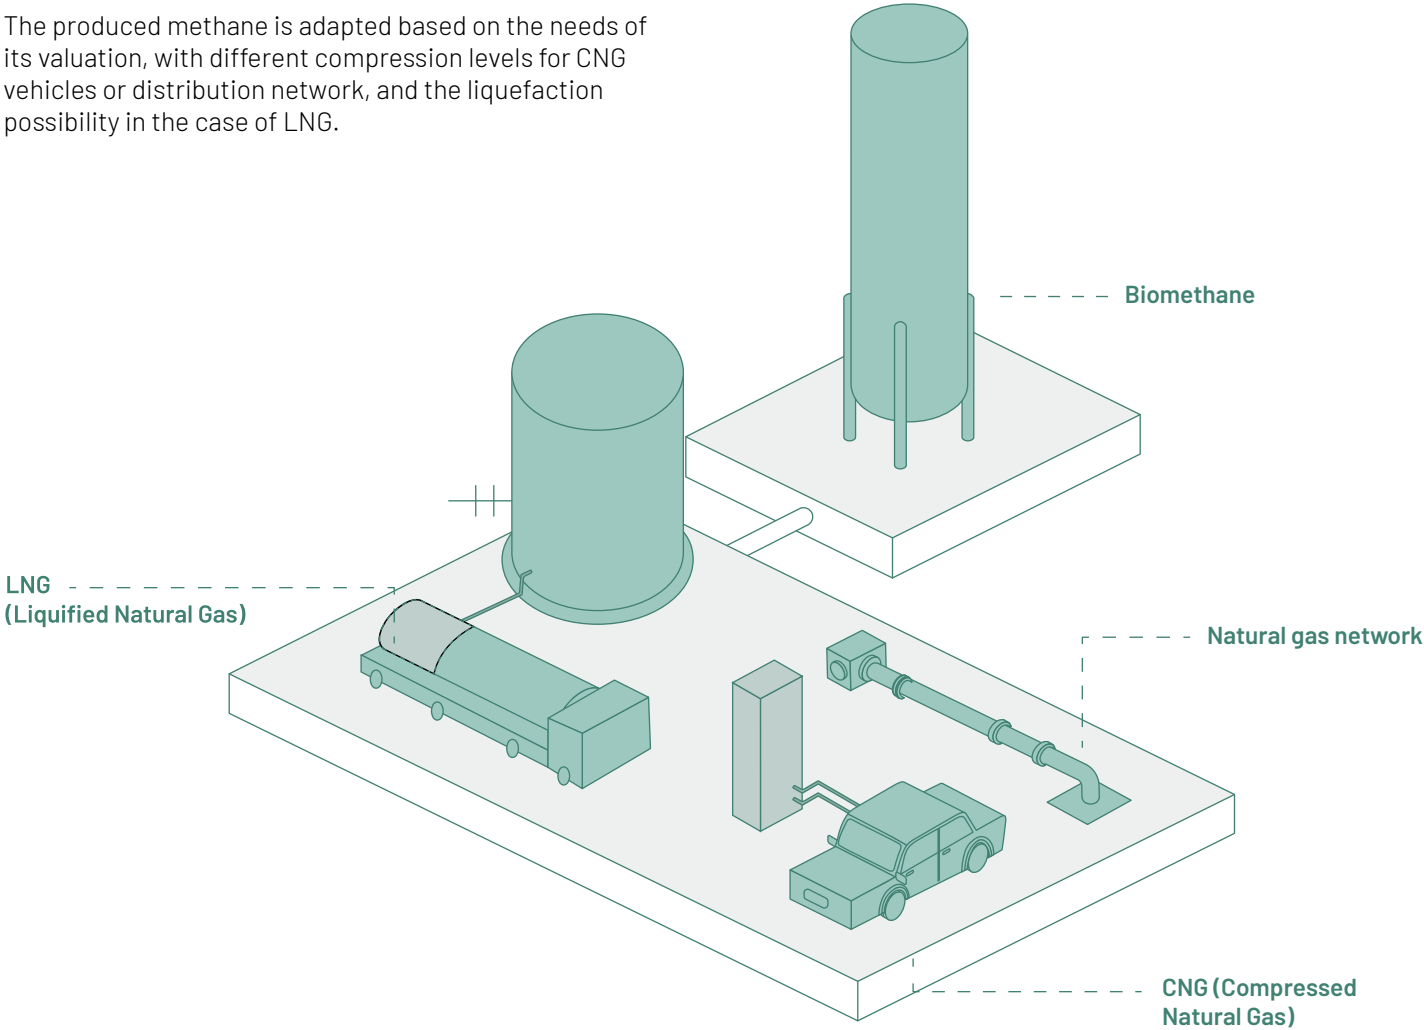 The produced methane is adapted based on the needs of
its valuation, with different compression levels for CNG
vehicles or distribution network, and the liquefaction
possibility in the case of LNG.
Biomethane
LNG
(Liquified Natural Gas)
Natural gas network
CNG (Compressed
Natural Gas)